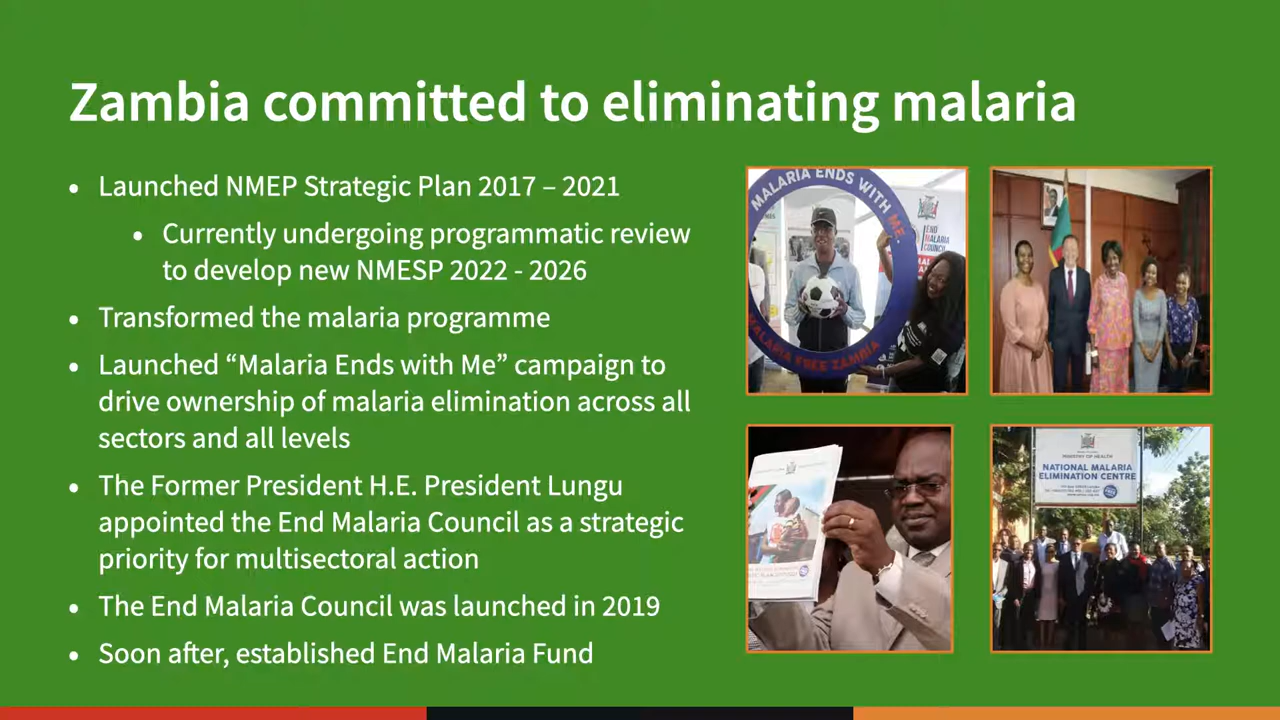 Zambia committed to eliminating malaria
• Launched NMEP Strategic Plan 2017 – 2021
• Currently undergoing programmatic review
to develop new NMESP 2022 - 2026
• Transformed the malaria programme
• Launched “Malaria Ends with Me” campaign to
drive ownership of malaria elimination across all
sectors and all levels
• The Former President H.E. President Lungu
appointed the End Malaria Council as a strategic
priority for multisectoral action
• The End Malaria Council was launched in 2019
• Soon after, established End Malaria Fund
MALARIA ENDS WITH ME.
MALARIA FREE ZAMBIA
END
MALARIA
COUNCIL
MINISTRY OF HEALTH
NATIONAL MALARIA
ELIMINATION CENTRE